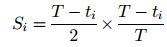 S_i = \frac{T - t_i}{2} \times \frac{T - t_i}{T}